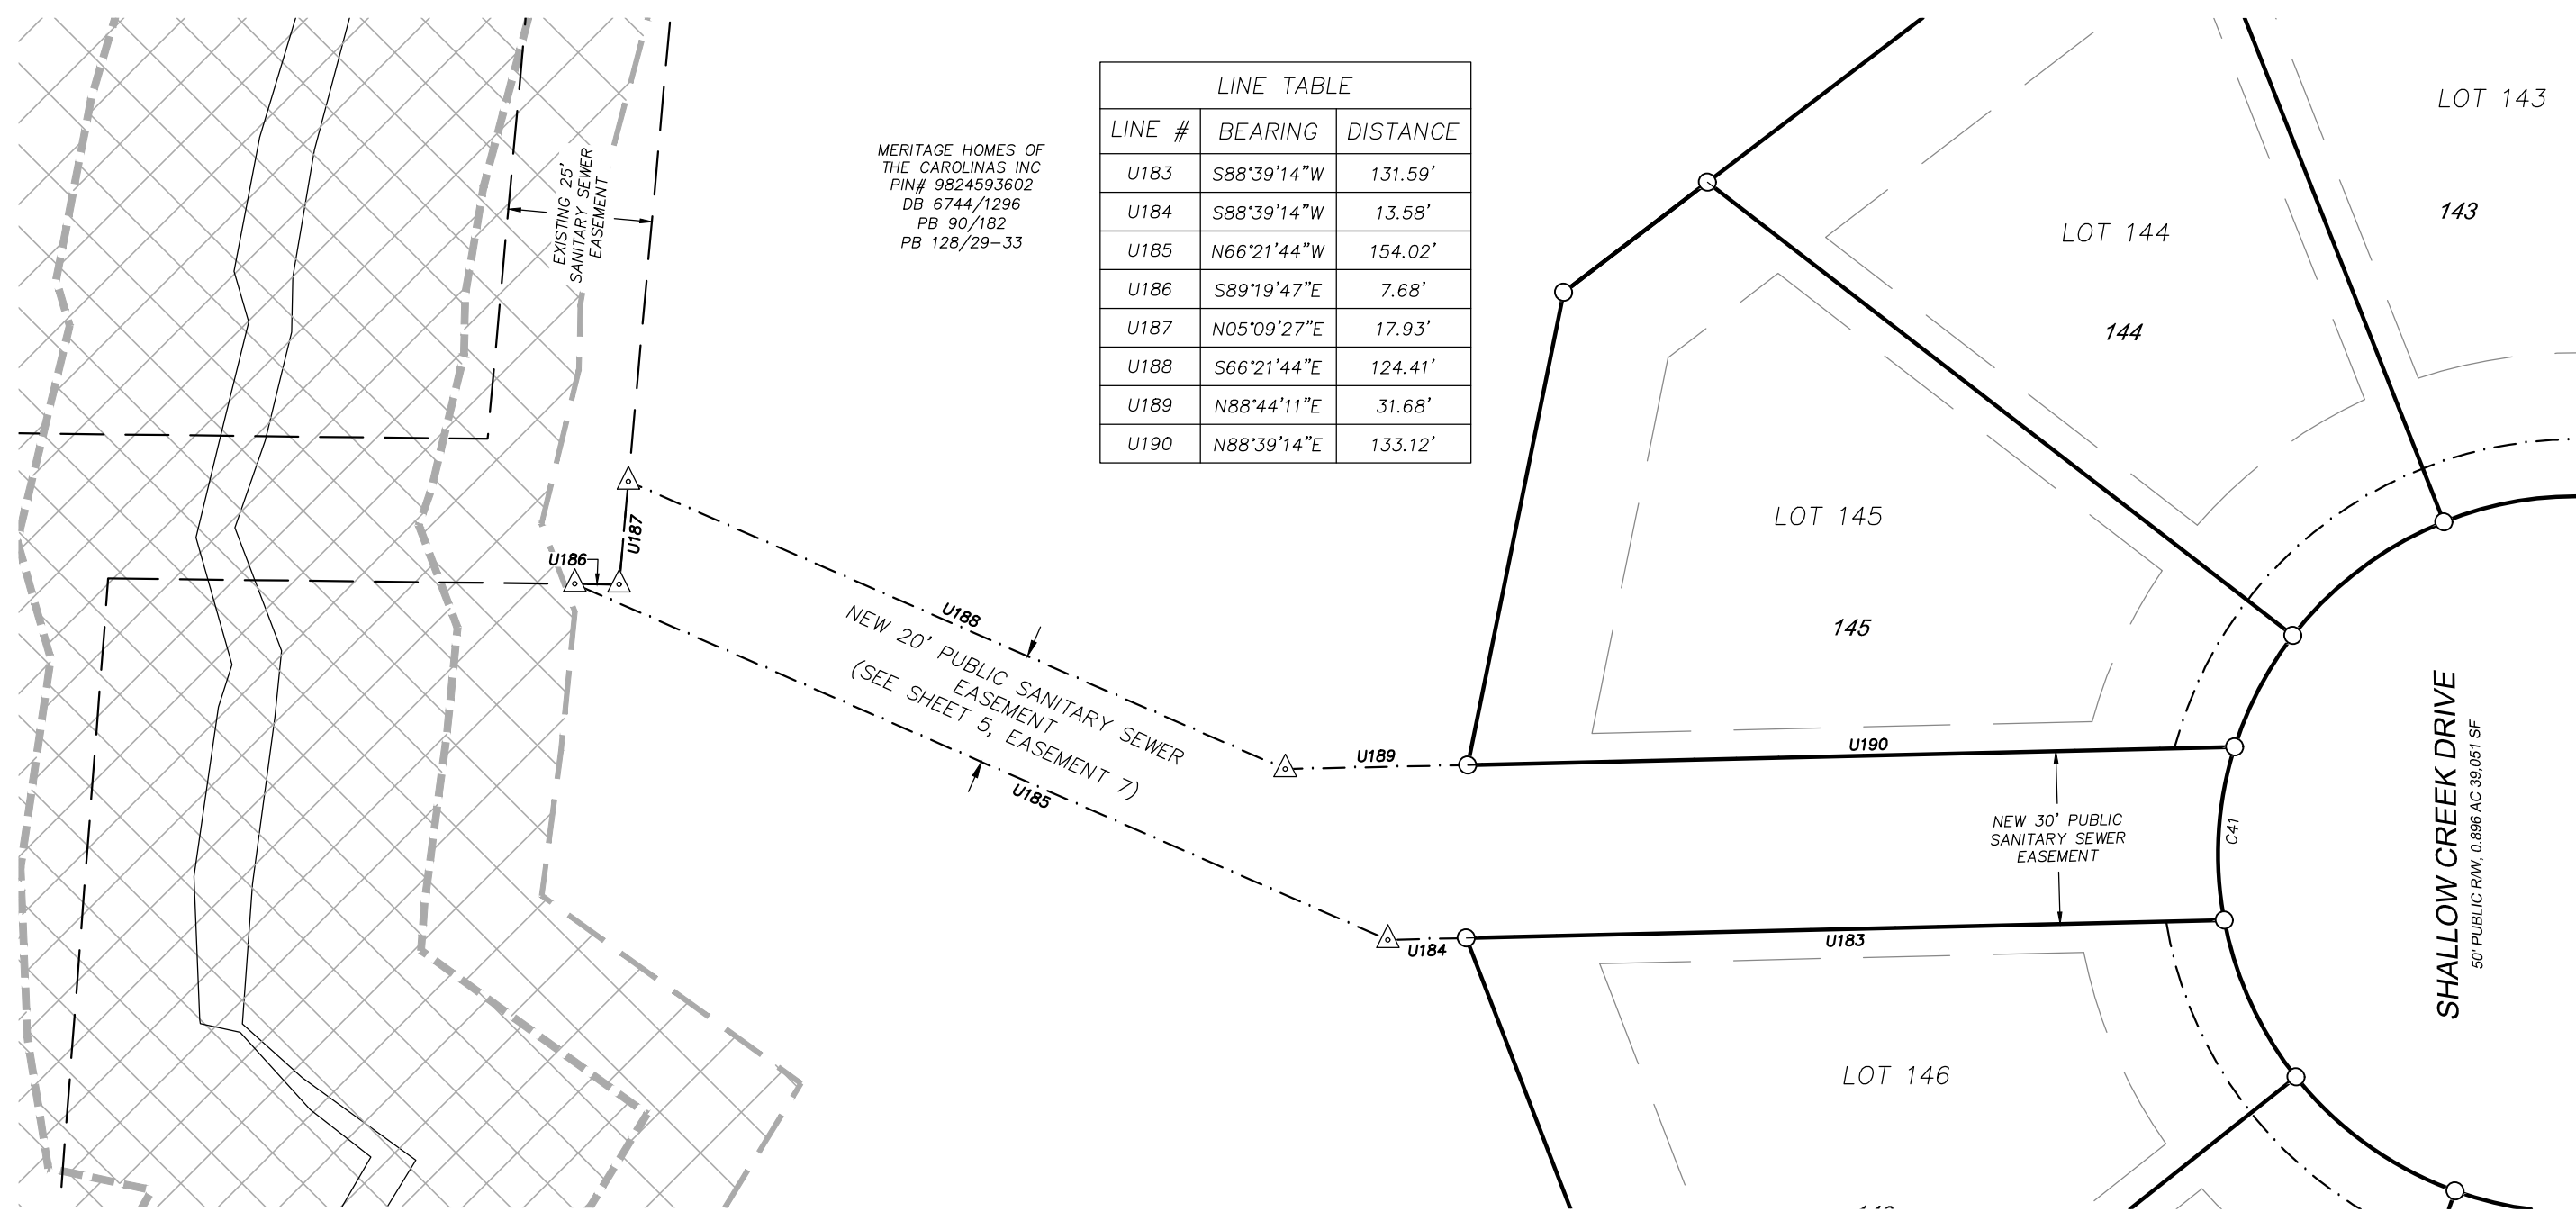 EXISTING 25'
SANITARY SEWER
EASEMENT
MERITAGE HOMES OF
THE CAROLINAS INC
PIN# 9824593602
DB 6744/1296
PB 90/182
PB 128/29-33
LINE TABLE
LINE # BEARING DISTANCE
U183 S88°39'14"W 131.59'
U184 S88°39'14"W 13.58'
U185 N66°21'44"W 154.02'
U186 S89°19'47"E 7.68'
U187 N05°09'27"E 17.93'
U188 S66°21'44"E 124.41'
U189 N88°44'11"E 31.68'
U190 N88°39'14"E 133.12'
LOT 143
143
LOT 144
144
LOT 145
145
U186
U187
U188
NEW 20' PUBLIC SANITARY SEWER
EASEMENT
(SEE SHEET 5, EASEMENT 7)
U185
U189
U190
NEW 30' PUBLIC
SANITARY SEWER
EASEMENT
C41
SHALLOW CREEK DRIVE
50' PUBLIC R/W, 0.896 AC 39,051 SF
U184
U183
LOT 146